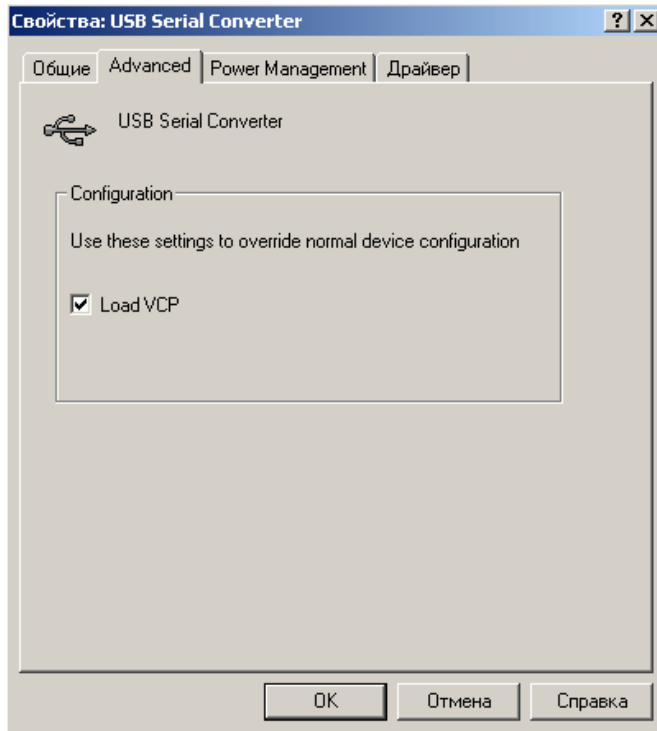 Свойства: USB Serial Converter
Общие Advanced Power Management Драйвер
USB Serial Converter
Configuration
Use these settings to override normal device configuration
Load VCP
OK Отмена Справка